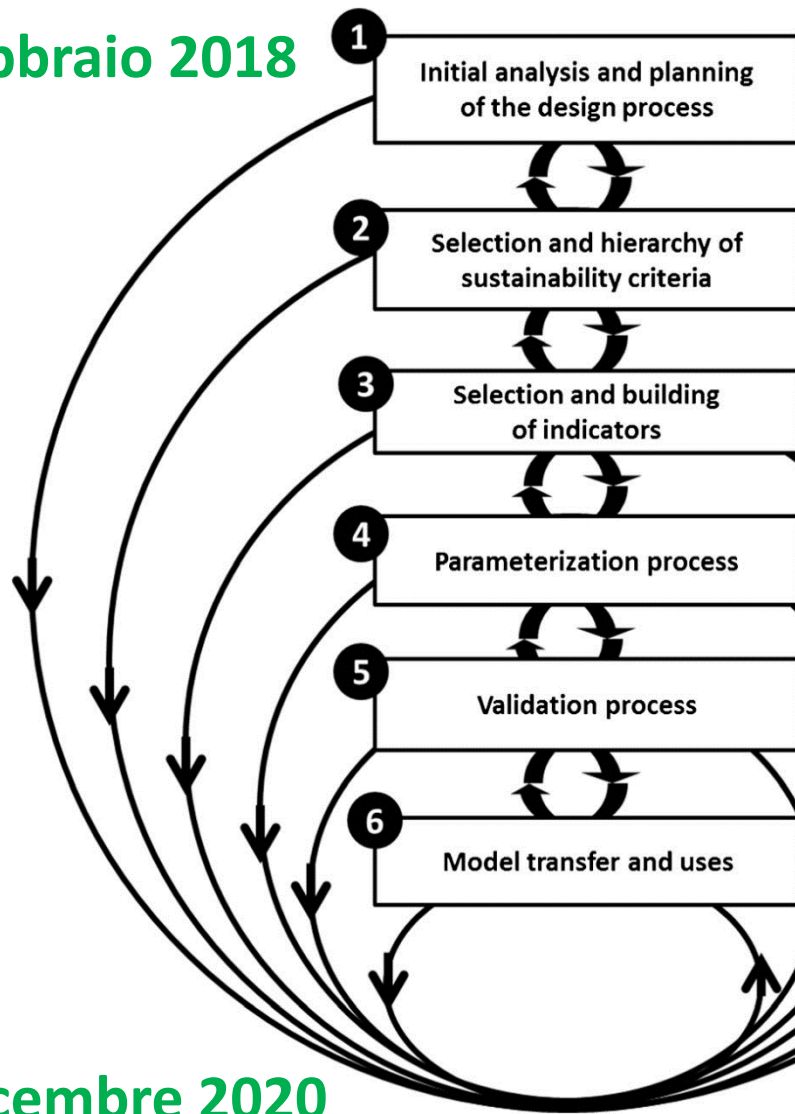 bbraio 2018
1
Initial analysis and planning
of the design process
2
Selection and hierarchy of
sustainability criteria
3
Selection and building
of indicators
4
Parameterization process
5
Validation process
6
Model transfer and uses
cembre 2020